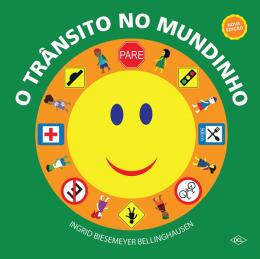 O TRÂNSITO NO MUNDINHO
NOVA
EDIÇÃO
PARE
INGRID BIESEMEYER BELLINGHAUSEN
DCL